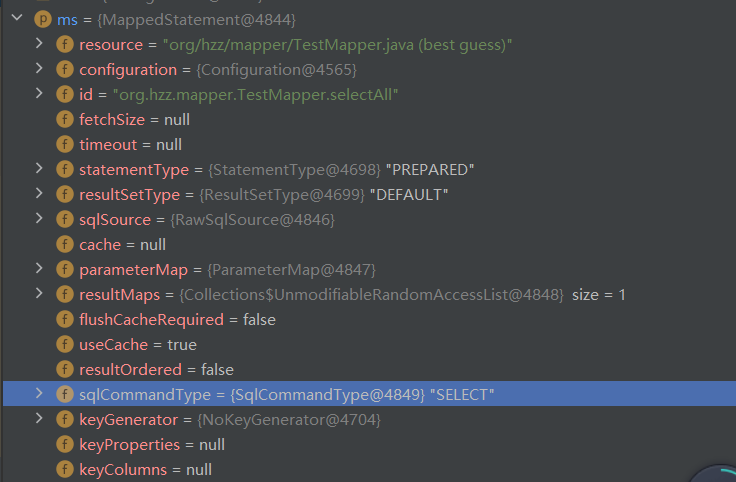 p ms = {MappedStatement@4844}
f resource = "org/hzz/mapper/TestMapper.java (best guess)"
f configuration = {Configuration@4565}
f id = "org.hzz.mapper.TestMapper.selectAll"
f fetchSize = null
f timeout = null
f statementType = {StatementType@4698} "PREPARED"
f resultSetType = {ResultSetType@4699} "DEFAULT"
f sqlSource = {RawSqlSource@4846}
f cache = null
f parameterMap = {ParameterMap@4847}
f resultMaps = {Collections$UnmodifiableRandomAccessList@4848} size = 1
f flushCacheRequired = false
f useCache = true
f resultOrdered = false
f sqlCommandType = {SqlCommandType@4849} "SELECT"
f keyGenerator = {NoKeyGenerator@4704}
f keyProperties = null
f keyColumns = null